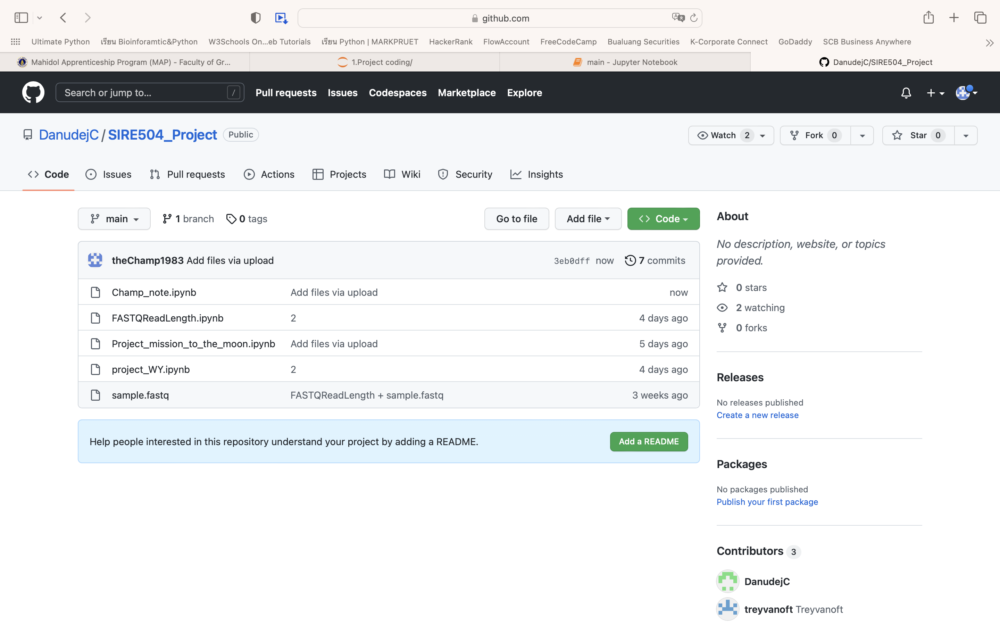 github.com
Ultimate Python เรียน Bioinforamtic&Python W3Schools On...eb Tutorials เรียน Python | MARKPRUET HackerRank FlowAccount FreeCodeCamp Bualuang Securities K-Corporate Connect GoDaddy SCB Business Anywhere
Mahidol Apprenticeship Program (MAP) - Faculty of Gr... 1.Project coding/ main - Jupyter Notebook DanudejC/SIRE504_Project
Search or jump to... / Pull requests Issues Codespaces Marketplace Explore
DanudejC / SIRE504_Project Public Watch 2 Fork 0 Star 0
Code Issues Pull requests Actions Projects Wiki Security Insights
main 1 branch 0 tags Go to file Add file Code
theChamp1983 Add files via upload 3eb0dff now 7 commits
Champ_note.ipynb Add files via upload now
FASTQReadLength.ipynb 2 4 days ago
Project_mission_to_the_moon.ipynb Add files via upload 5 days ago
project_WY.ipynb 2 4 days ago
sample.fastq FASTQReadLength + sample.fastq 3 weeks ago
Help people interested in this repository understand your project by adding a README. Add a README
About
No description, website, or topics
provided.
0 stars
2 watching
0 forks
Releases
No releases published
Create a new release
Packages
No packages published
Publish your first package
Contributors 3
DanudejC
treyvanoft Treyvanoft